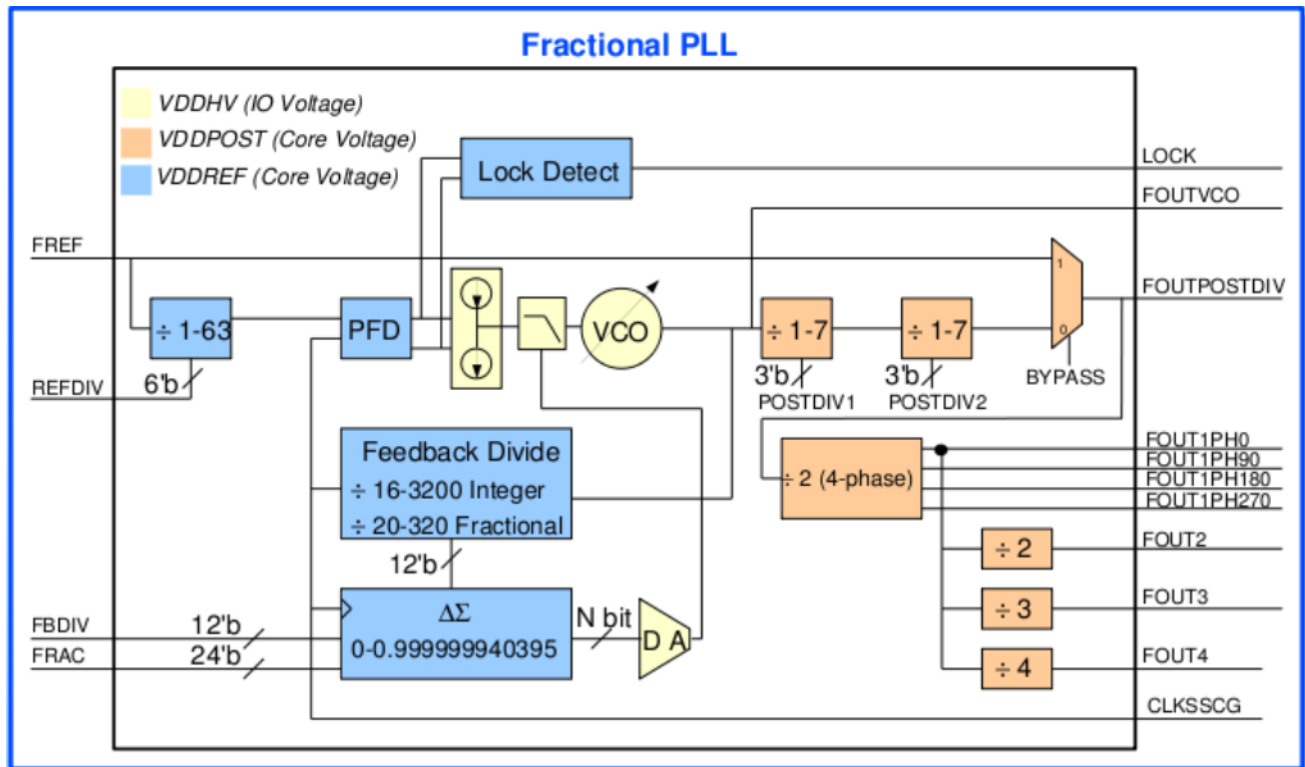 Fractional PLL
VDDHV (IO Voltage)
VDDPOST (Core Voltage)
VDDREF (Core Voltage)
Lock Detect
LOCK
FOUTVCO
FREF
1
FOUTPOSTDIV
÷ 1-63
PFD
VCO
÷ 1-7
÷ 1-7
0
REFDIV
6'b
3'b
POSTDIV1
3'b
POSTDIV2
BYPASS
Feedback Divide
÷ 16-3200 Integer
÷ 20-320 Fractional
12'b
÷ 2 (4-phase)
FOUT1PH0
FOUT1PH90
FOUT1PH180
FOUT1PH270
÷ 2
FOUT2
÷ 3
FOUT3
÷ 4
FOUT4
FBDIV
12'b
FRAC
24'b
ΔΣ
0-0.999999940395
N bit
D A
CLKSSCG